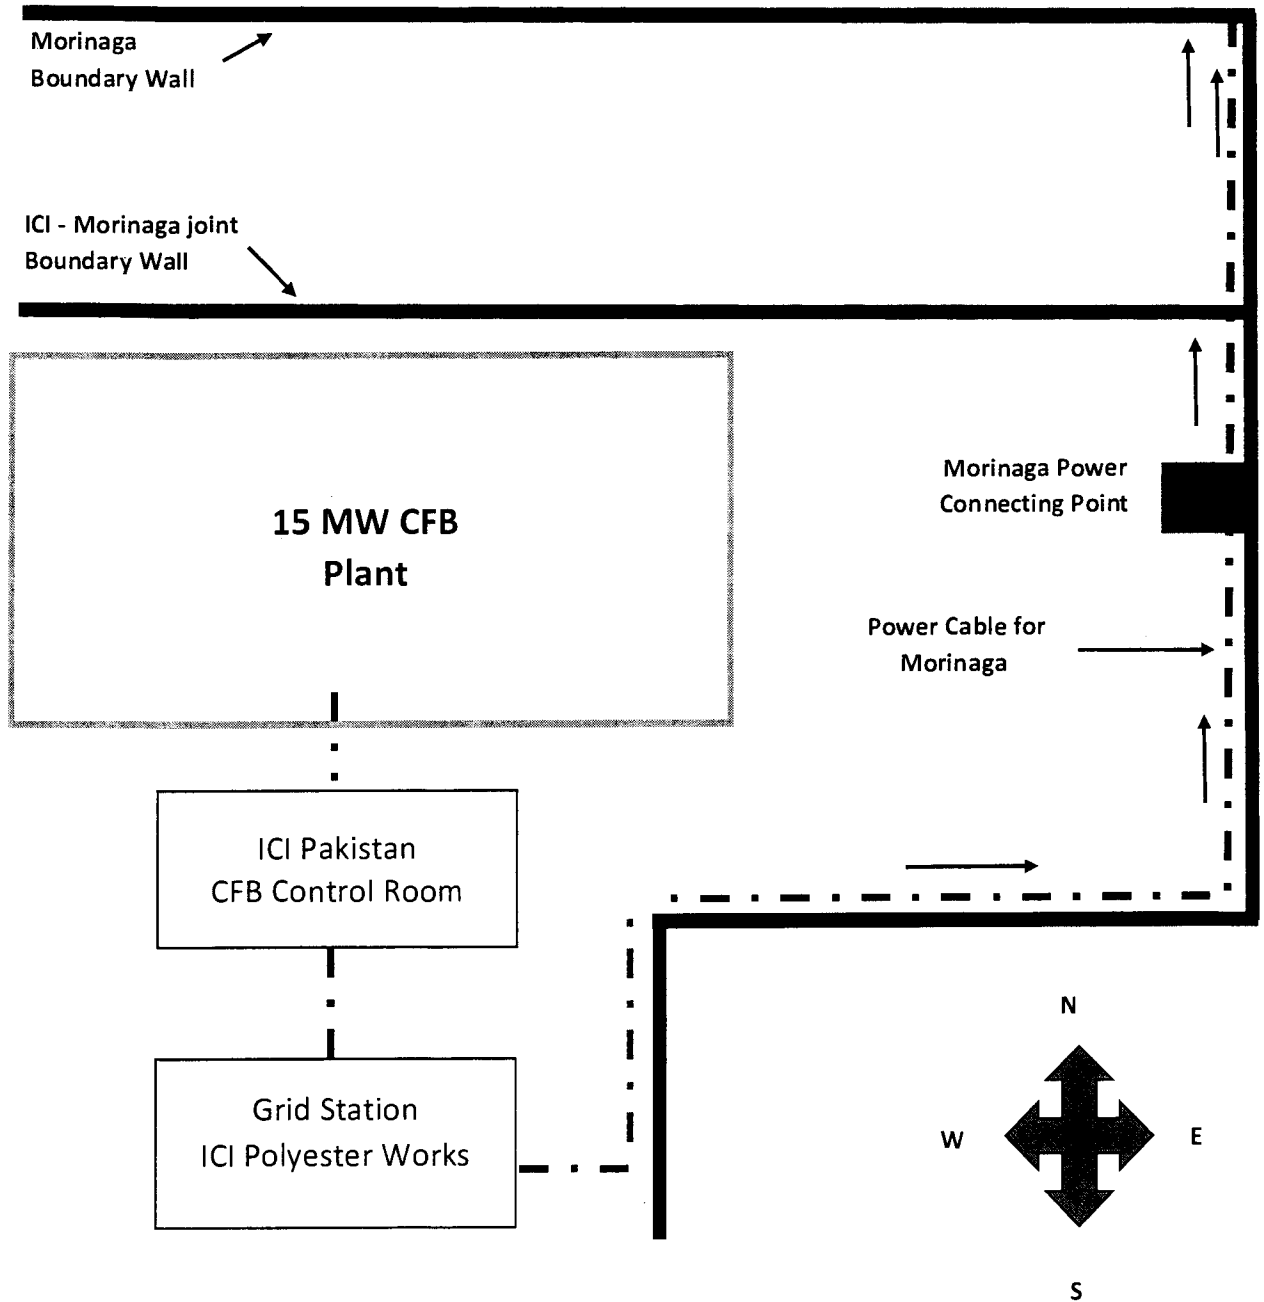 Morinaga
Boundary Wall
ICI - Morinaga joint
Boundary Wall
15 MW CFB
Plant
Morinaga Power
Connecting Point
Power Cable for
Morinaga
ICI Pakistan
CFB Control Room
Grid Station
ICI Polyester Works
N
W
E
S